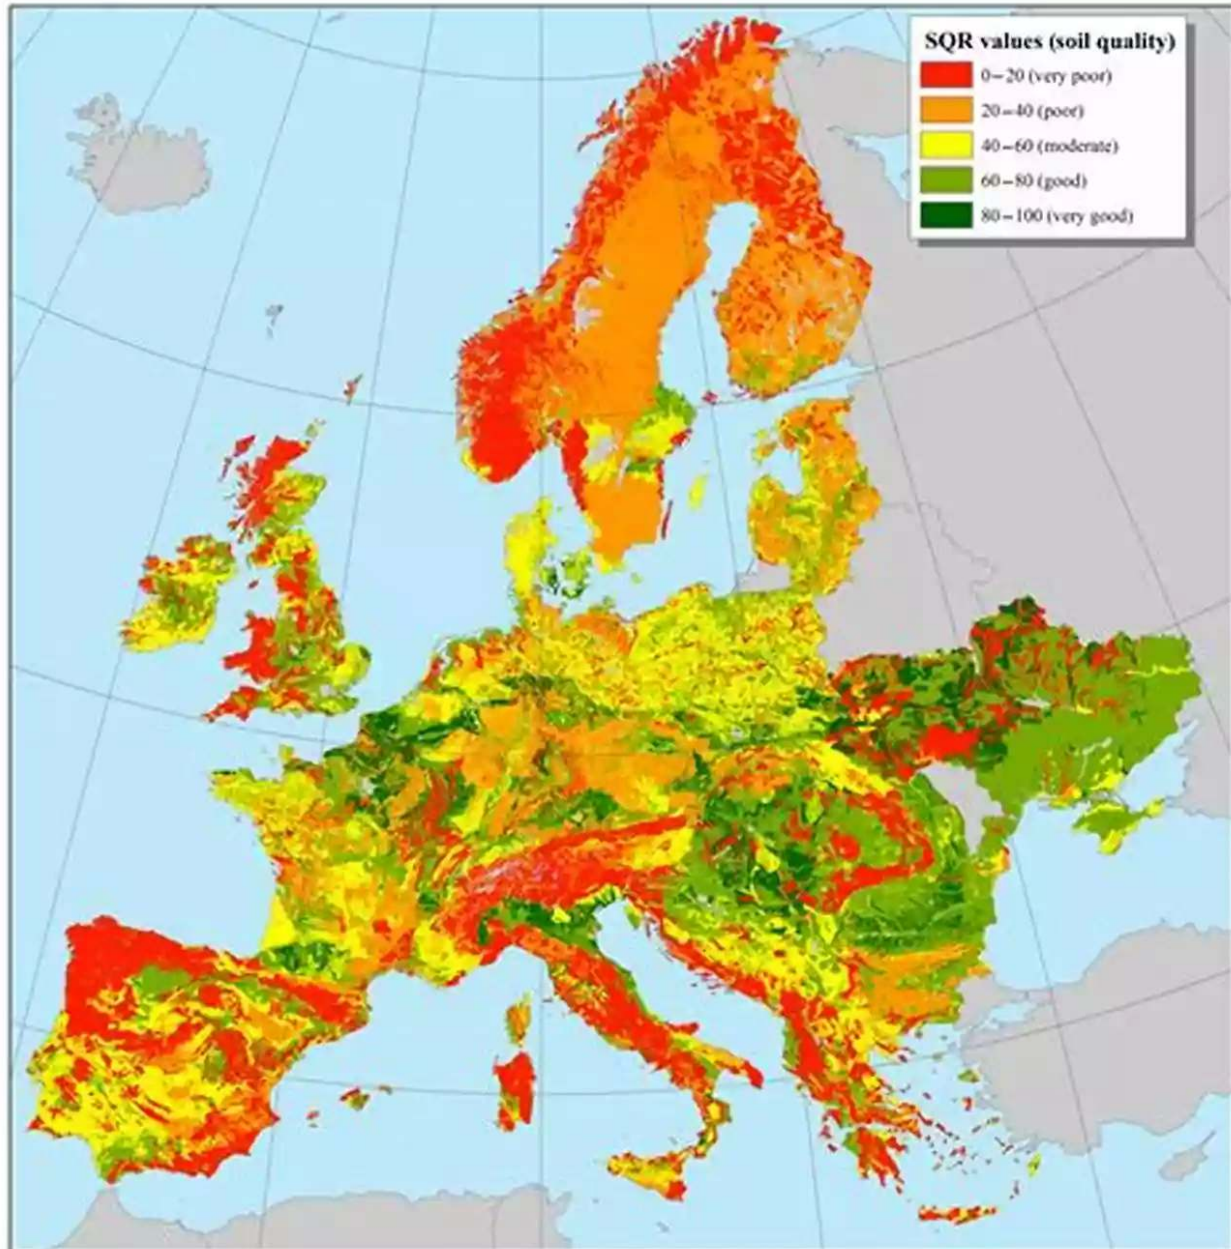 SQR values (soil quality)
0–20 (very poor)
20–40 (poor)
40–60 (moderate)
60–80 (good)
80–100 (very good)